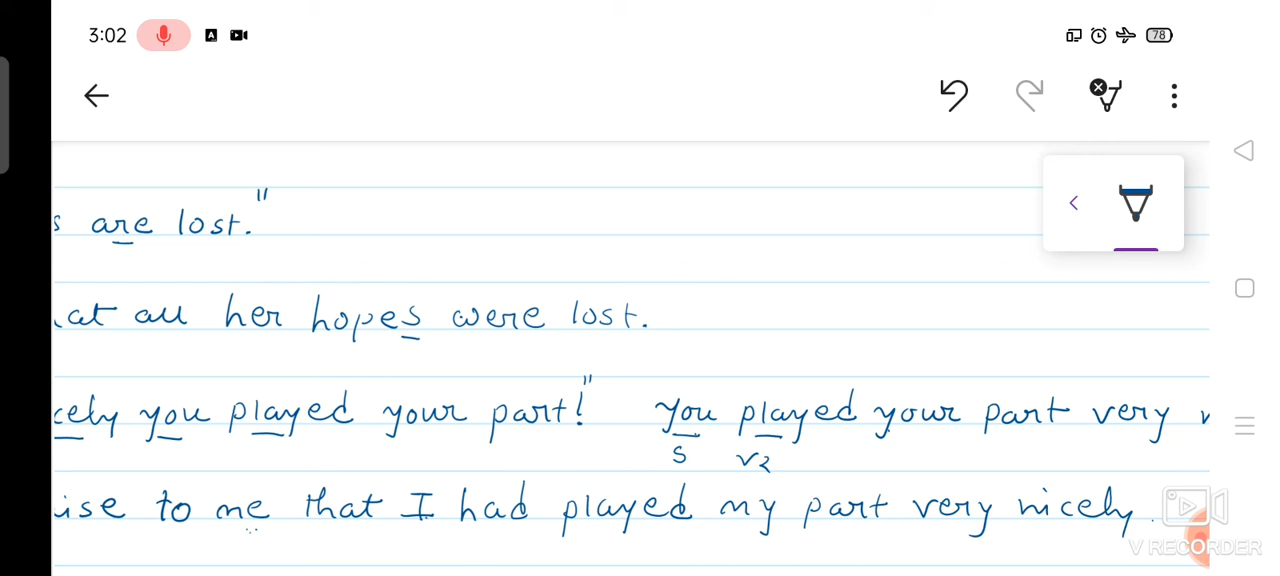 3:02 A 78
s are lost."
at all her hopes were lost.
cely you played your part!" You played your part very
S V2
ise to me that I had played my part very nicely.
V RECORDER